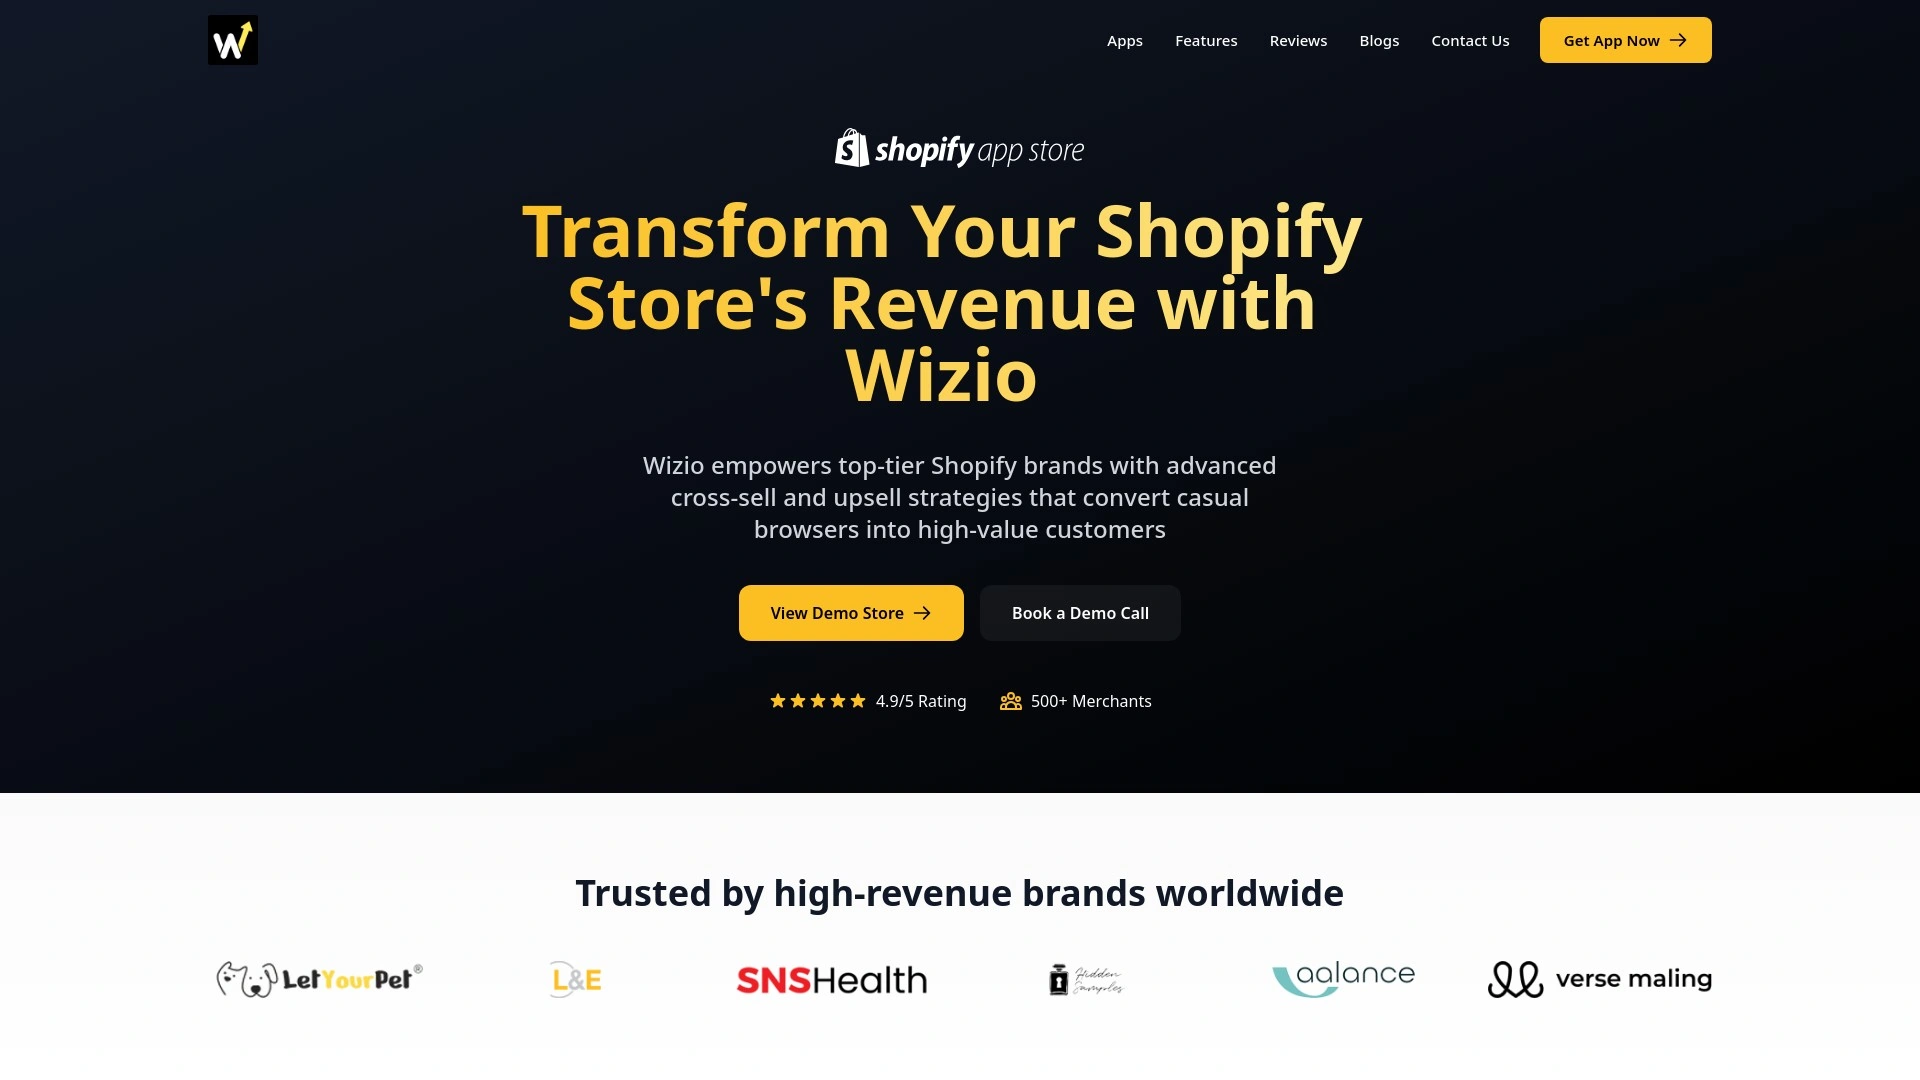 W
Apps
Features
Reviews
Blogs
Contact Us
Get App Now
shopify app store
Transform Your Shopify
Store's Revenue with
Wizio
Wizio empowers top-tier Shopify brands with advanced
cross-sell and upsell strategies that convert casual
browsers into high-value customers
View Demo Store
Book a Demo Call
4.9/5 Rating
500+ Merchants
Trusted by high-revenue brands worldwide
LetYourPet®
L&E
SNSHealth
Hidden
Samples
aalance
verse maling